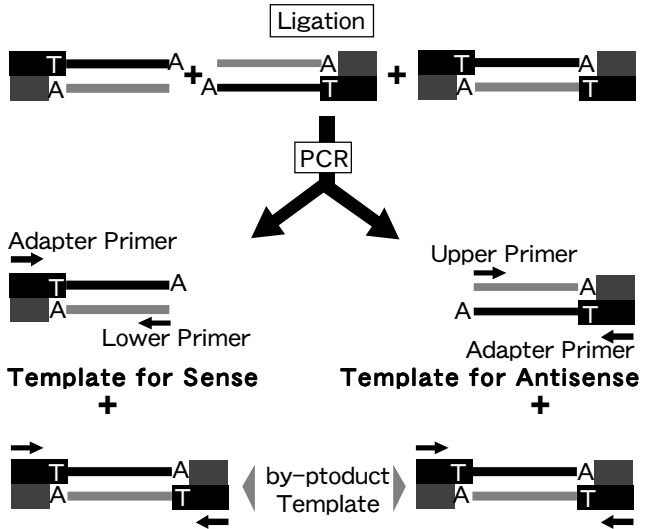 Ligation
T A + A + T A
A A T A T
PCR
Adapter Primer
Upper Primer
T A A
A A T
Lower Primer
Adapter Primer
Template for Sense
Template for Antisense
+ +
T A by-ptoduct T A
A T Template A T